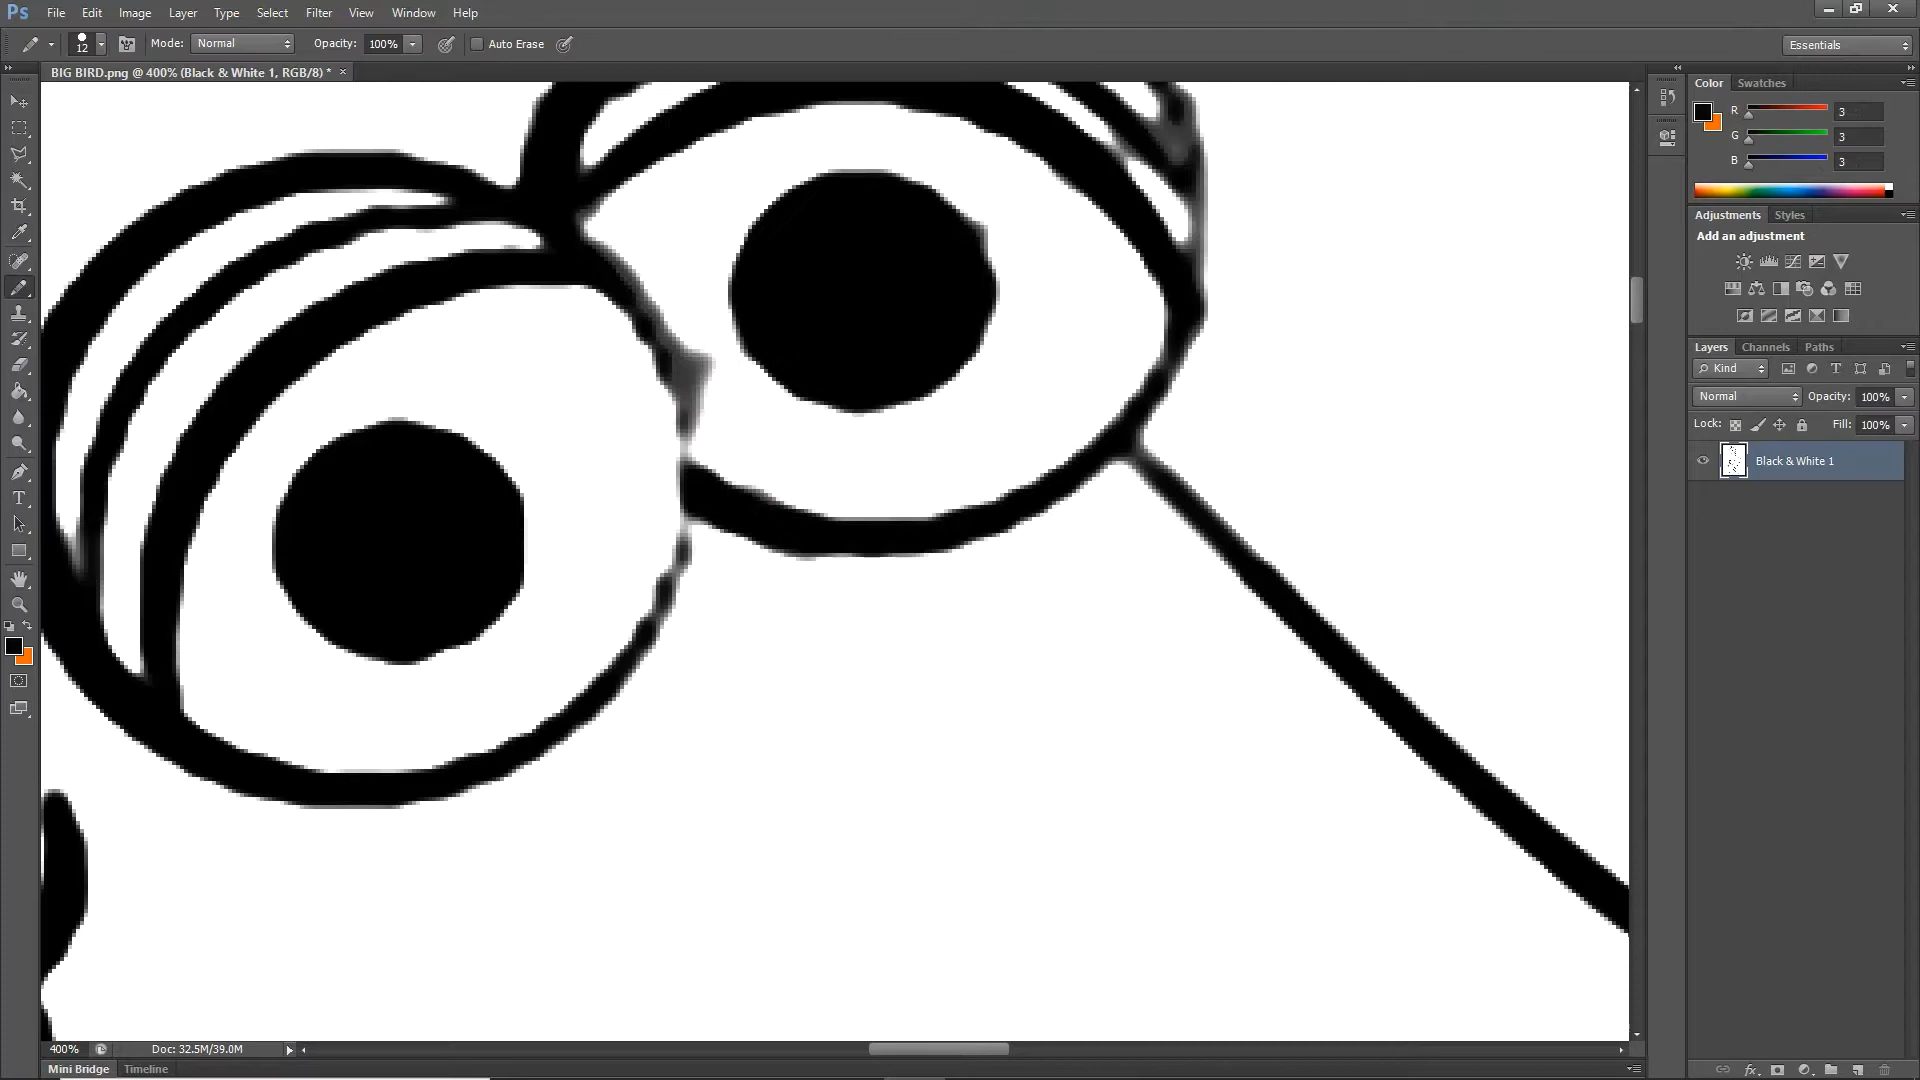 Ps File Edit Image Layer Type Select Filter View Window Help
12 Mode: Normal Opacity: 100% Auto Erase Essentials
BIG BIRD.png @ 400% (Black & White 1, RGB/8) * ×
Color Swatches
R 3
G 3
B 3
Adjustments Styles
Add an adjustment
Layers Channels Paths
Kind
Normal Opacity: 100%
Lock: Fill: 100%
Black & White 1
400% Doc: 32.5M/39.0M
Mini Bridge Timeline